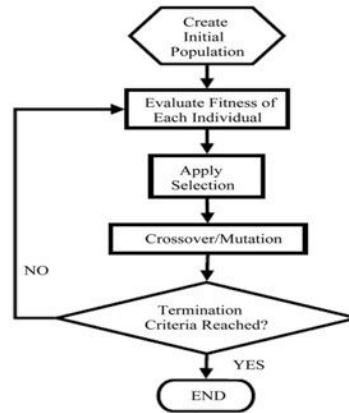 Create
Initial
Population
Evaluate Fitness of
Each Individual
Apply
Selection
Crossover/Mutation
NO
Termination
Criteria Reached?
YES
END